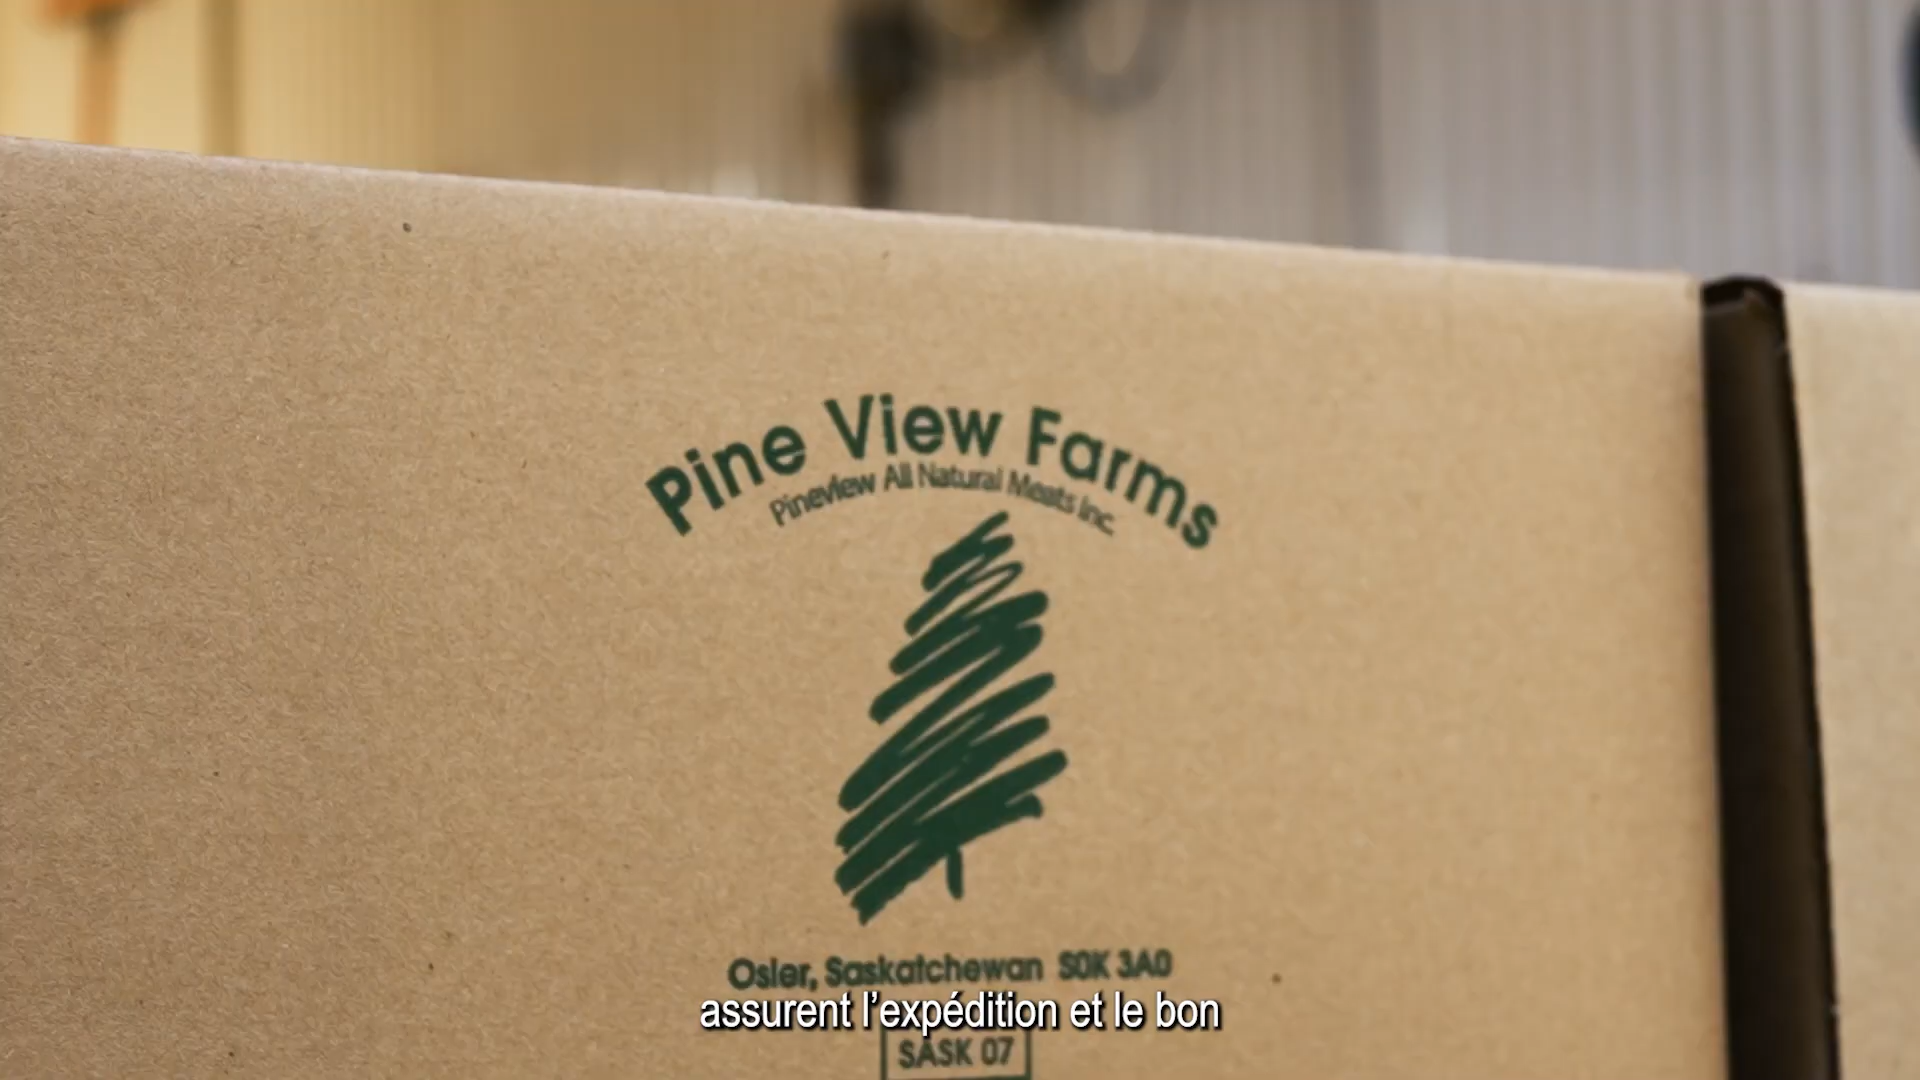 Pine View Farms
Pineview All Natural Meats Inc.
Osler, Saskatchewan S0K 3A0
assurent l'expédition et le bon
SASK 07